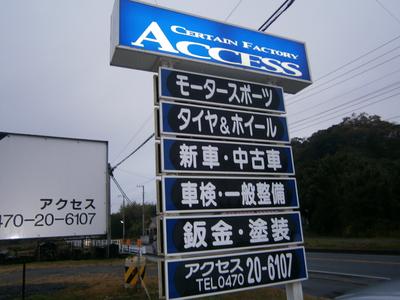 CERTAIN FACTORY
ACCESS
モータースポーツ
タイヤ&ホイール
新車・中古車
車検・一般整備
鈑金・塗装
アクセス
TEL0470 20-6107
アクセス
0470-20-6107